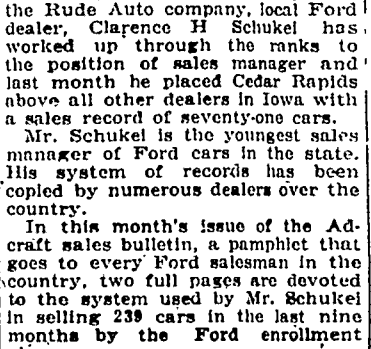 the Rude Auto company, local Ford
dealer, Clarence H Schukel has
worked up through the ranks to
the position of sales manager and
last month he placed Cedar Rapids
above all other dealers in Iowa with
a sales record of seventy-one cars.
Mr. Schukel is the youngest sales
manager of Ford cars in the state.
His system of records has been
copied by numerous dealers over the
country.
In this month's issue of the Ad-
craft sales bulletin, a pamphlet that
goes to every Ford salesman in the
country, two full pages are devoted
to the system used by Mr. Schukel
in selling 239 cars in the last nine
months by the Ford enrollment